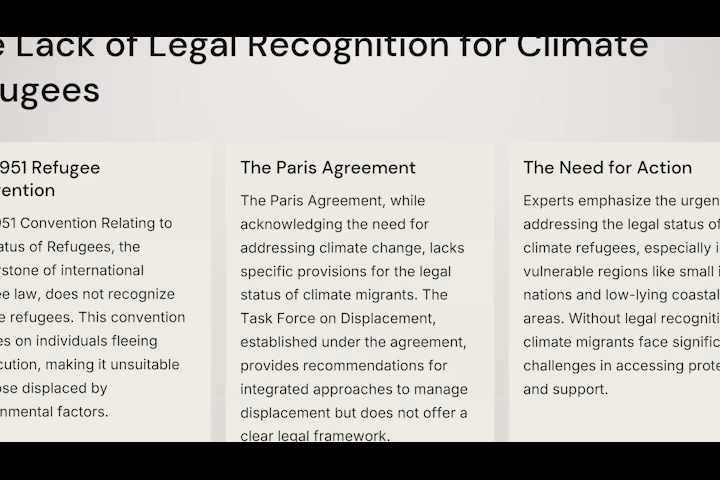 e Lack of Legal Recognition for Climate
ugees
951 Refugee
ention
951 Convention Relating to
atus of Refugees, the
rstone of international
ee law, does not recognize
e refugees. This convention
es on individuals fleeing
cution, making it unsuitable
ose displaced by
nmental factors.
The Paris Agreement
The Paris Agreement, while
acknowledging the need for
addressing climate change, lacks
specific provisions for the legal
status of climate migrants. The
Task Force on Displacement,
established under the agreement,
provides recommendations for
integrated approaches to manage
displacement but does not offer a
clear legal framework.
The Need for Action
Experts emphasize the urgen
addressing the legal status of
climate refugees, especially i
vulnerable regions like small i
nations and low-lying coastal
areas. Without legal recogniti
climate migrants face signific
challenges in accessing prote
and support.